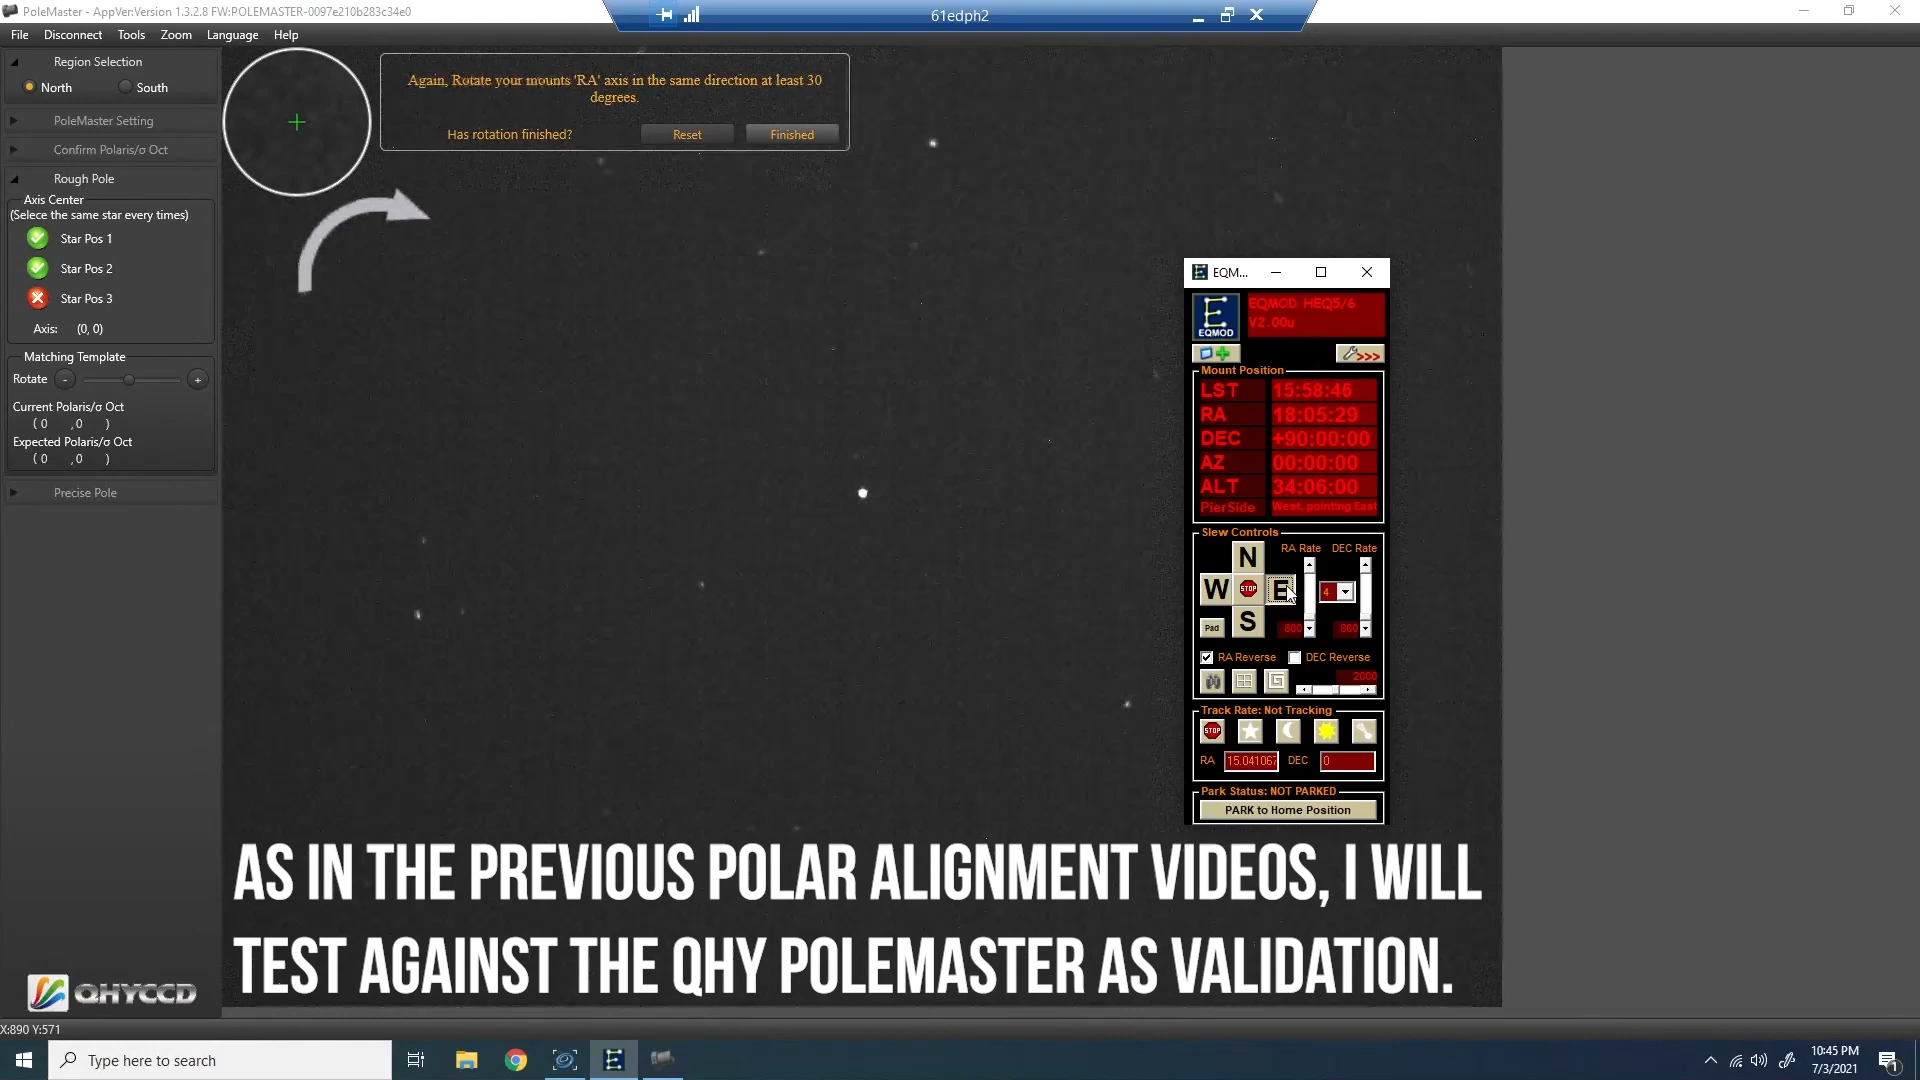 PoleMaster - AppVer:Version 1.3.2.8 FW:POLEMASTER-0097e210b283c34e0
61edph2
File Disconnect Tools Zoom Language Help
Region Selection
North South
PoleMaster Setting
Confirm Polaris/σ Oct
Rough Pole
Axis Center
(Selece the same star every times)
Star Pos 1
Star Pos 2
Star Pos 3
Axis: (0, 0)
Matching Template
Rotate - +
Current Polaris/σ Oct
( 0 ,0 )
Expected Polaris/σ Oct
( 0 ,0 )
Precise Pole
QHYCCD
X:890 Y:571
Again, Rotate your mounts 'RA' axis in the same direction at least 30
degrees.
Has rotation finished? Reset Finished
EQM...
EQMOD
EQMOD HEQ5/6
V2.00u
>>>
Mount Position
LST 15:58:46
RA 18:05:29
DEC +90:00:00
AZ 00:00:00
ALT 34:06:00
PierSide West, pointing East
Slew Controls
RA Rate DEC Rate
N
W STOP E 4
S
Pad 800 800
RA Reverse DEC Reverse
2000
Track Rate: Not Tracking
STOP
RA 15.041067 DEC 0
Park Status: NOT PARKED
PARK to Home Position
AS IN THE PREVIOUS POLAR ALIGNMENT VIDEOS, I WILL
TEST AGAINST THE QHY POLEMASTER AS VALIDATION.
Type here to search
10:45 PM
7/3/2021
1